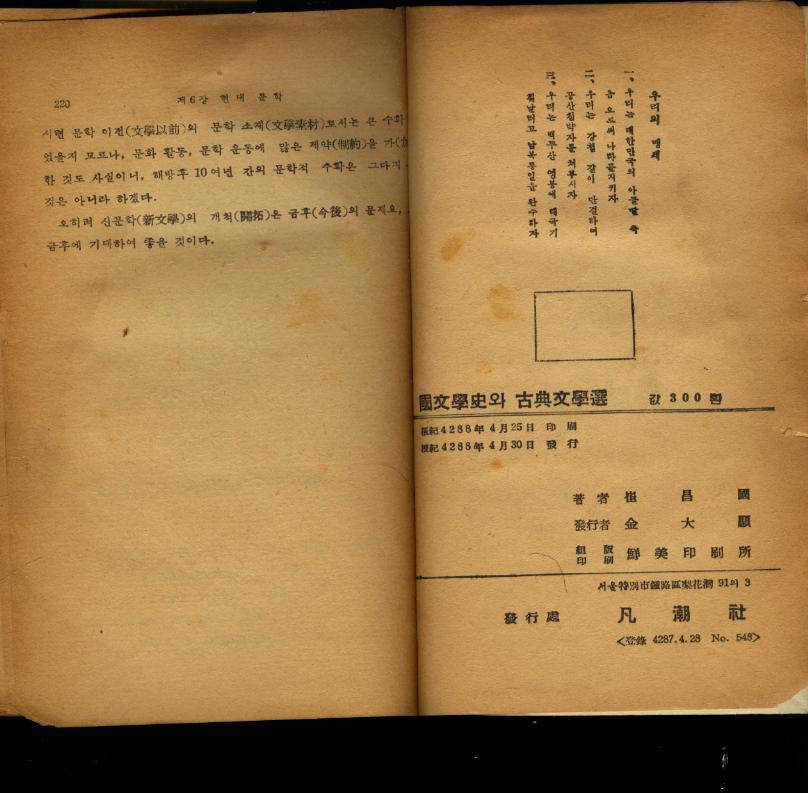 220
제6장 현대 문학
시면 문학 이전(文學以前)의 문학 소재(文學素材)로서는 큰 수확
었을지 모르나, 문화 활동, 문학 운동에 많은 제약(制約)을 가(加
한 것도 사실이니, 해방후 10여년 간의 문학적 수확은 그다지
것은 아니라 하겠다.
오히려 신문학(新文學)의 개척(開拓)은 금후(今後)의 문제요,
금후에 기대하여 좋을 것이다.
우리의 맹세
一、우리는 대한민국의 아들딸 죽
음으로써 나라를지키자
二、우리는 강철 같이 단결하여
공산침략자를 쳐부시자
三、우리는 백두산 영봉에 태극기
휘날리고 남북통일을 완수하자
國文學史와 古典文學選 값 300 환
檀紀4288年 4月25日 印刷
檀紀4288年 4月30日 發行
著者 崔昌國
發行者 金大顯
組版
印刷 鮮美印刷所
서울特別市鍾路區梨花洞 91의 3
發行處 凡潮社
<登錄 4287.4.28 No. 548>